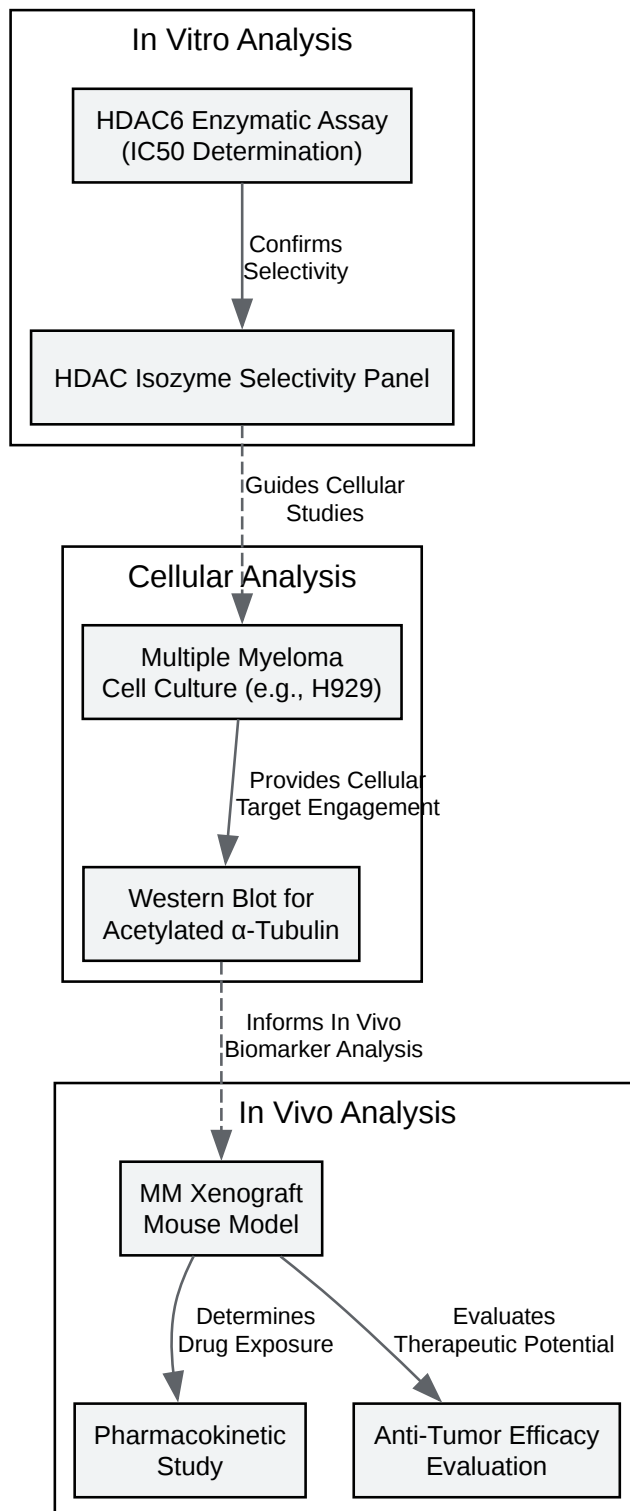 In Vitro Analysis
HDAC6 Enzymatic Assay
(IC50 Determination)
Confirms
Selectivity
HDAC Isozyme Selectivity Panel
Guides Cellular
Studies
Cellular Analysis
Multiple Myeloma
Cell Culture (e.g., H929)
Provides Cellular
Target Engagement
Western Blot for
Acetylated α-Tubulin
Informs In Vivo
Biomarker Analysis
In Vivo Analysis
MM Xenograft
Mouse Model
Determines
Drug Exposure
Evaluates
Therapeutic Potential
Pharmacokinetic
Study
Anti-Tumor Efficacy
Evaluation